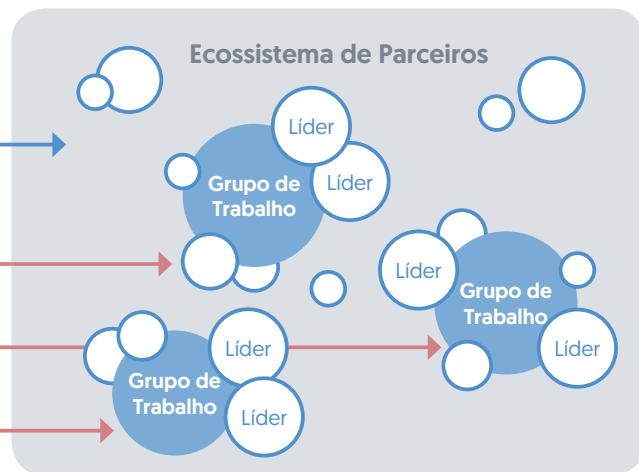 Ecossistema de Parceiros
Líder
Líder
Grupo de
Trabalho
Líder
Grupo de
Trabalho
Líder
Líder
Grupo de
Trabalho
Líder